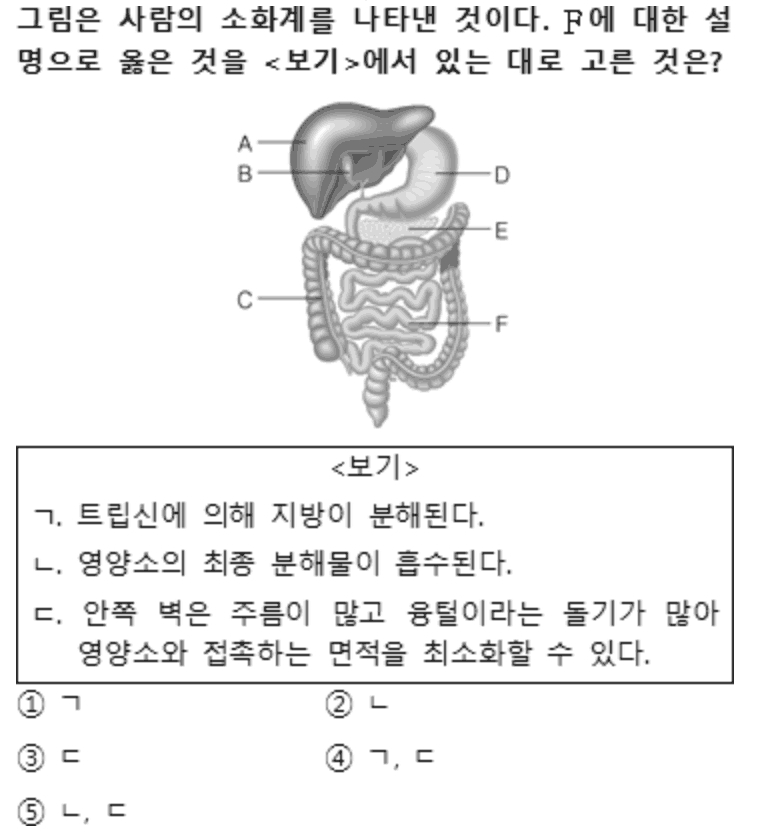 그림은 사람의 소화계를 나타낸 것이다. F에 대한 설
명으로 옳은 것을 <보기>에서 있는 대로 고른 것은?
A
B
D
E
C
F
<보기>
ㄱ. 트립신에 의해 지방이 분해된다.
ㄴ. 영양소의 최종 분해물이 흡수된다.
ㄷ. 안쪽 벽은 주름이 많고 융털이라는 돌기가 많아
영양소와 접촉하는 면적을 최소화할 수 있다.
① ㄱ ② ㄴ
③ ㄷ ④ ㄱ, ㄷ
⑤ ㄴ, ㄷ